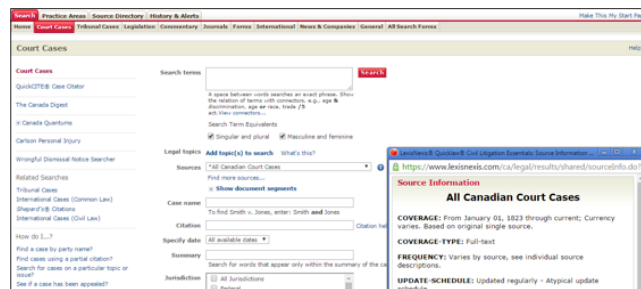 Search Practice Areas Source Directory History & Alerts
Make This My Start Pa
Home Court Cases Tribunal Cases Legislation Commentary Journals Forms International News & Companies General All Search Forms
Court Cases
Help
Court Cases
QuickCITE® Case Citator
The Canada Digest
Canada Quantums
Carlson Personal Injury
Wrongful Dismissal Notice Searcher
Related Searches
Tribunal Cases
International Cases (Common Law)
Shepard's® Citations
International Cases (Civil Law)
How do I...?
Find a case by party name?
Find cases using a partial citation?
Search for cases on a particular topic or
issue?
See if a case has been appealed?
Search terms
Search
A space between words searches an exact phrase. Show
the relation of terms with connectors, e.g., age &
discrimination, age or race, trade /5
act.View connectors...
Search Term Equivalents
Singular and plural Masculine and feminine
Legal topics Add topic(s) to search What's this?
Sources *All Canadian Court Cases
Find more sources...
Show document segments
Case name
To find Smith v. Jones, enter: Smith and Jones
Citation Citation hel
Specify date All available dates
Summary
Search for words that appear only within the summary of the ca
Jurisdiction All Jurisdictions
Federal
LexisNexis® Quicklaw® Civil Litigation Essentials: Source Information ...
https://www.lexisnexis.com/ca/legal/results/shared/sourceInfo.do?
Source Information
All Canadian Court Cases
COVERAGE: From January 01, 1823 through current; Currency
varies. Based on original single source.
COVERAGE-TYPE: Full-text
FREQUENCY: Varies by source, see individual source
descriptions.
UPDATE-SCHEDULE: Updated regularly - Atypical update
schedule